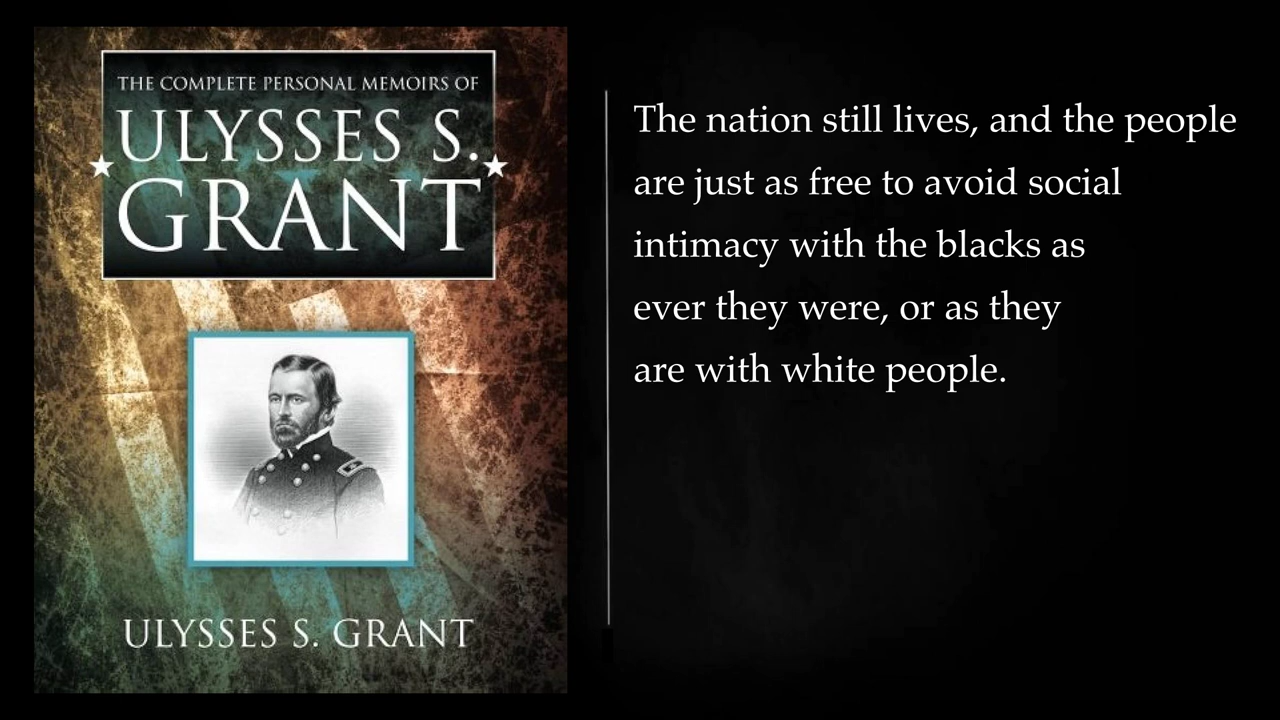 THE COMPLETE PERSONAL MEMOIRS OF
ULYSSES S.
GRANT
ULYSSES S. GRANT
The nation still lives, and the people
are just as free to avoid social
intimacy with the blacks as
ever they were, or as they
are with white people.